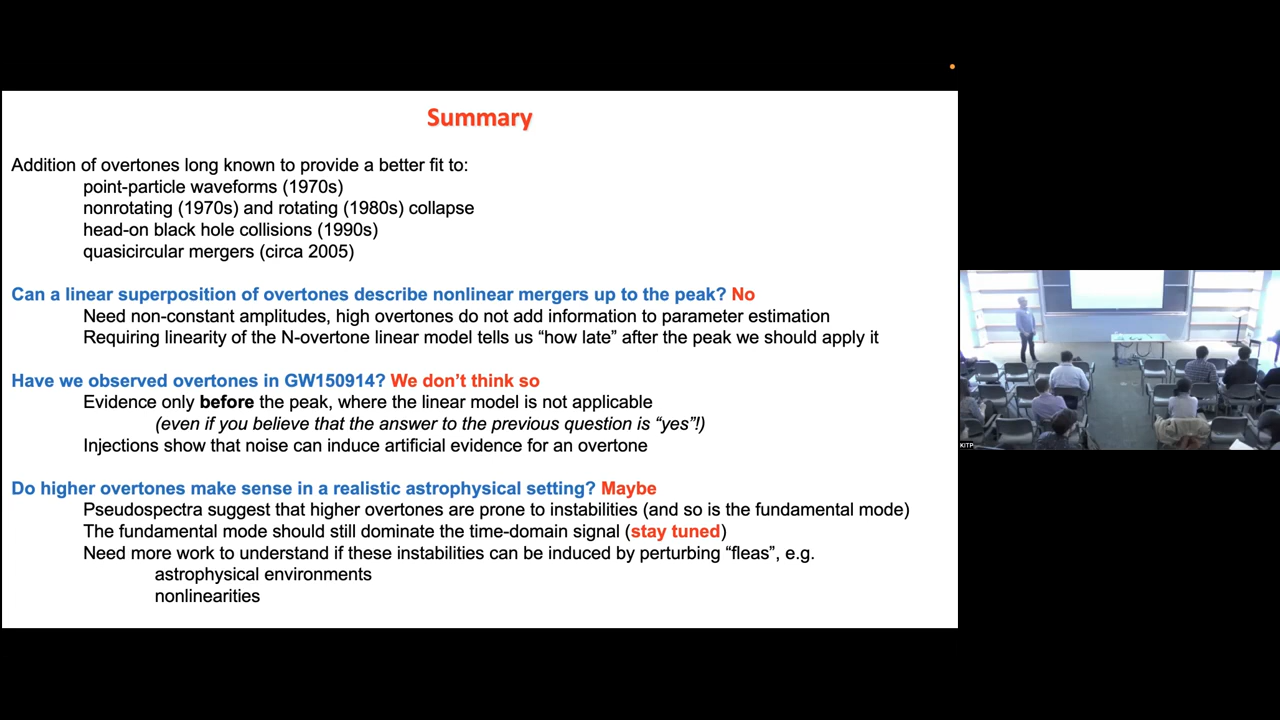 Summary
Addition of overtones long known to provide a better fit to:
point-particle waveforms (1970s)
nonrotating (1970s) and rotating (1980s) collapse
head-on black hole collisions (1990s)
quasicircular mergers (circa 2005)
Can a linear superposition of overtones describe nonlinear mergers up to the peak? No
Need non-constant amplitudes, high overtones do not add information to parameter estimation
Requiring linearity of the N-overtone linear model tells us “how late” after the peak we should apply it
Have we observed overtones in GW150914? We don’t think so
Evidence only before the peak, where the linear model is not applicable
(even if you believe that the answer to the previous question is “yes”!)
Injections show that noise can induce artificial evidence for an overtone
Do higher overtones make sense in a realistic astrophysical setting? Maybe
Pseudospectra suggest that higher overtones are prone to instabilities (and so is the fundamental mode)
The fundamental mode should still dominate the time-domain signal (stay tuned)
Need more work to understand if these instabilities can be induced by perturbing “fleas”, e.g.
astrophysical environments
nonlinearities
KITP